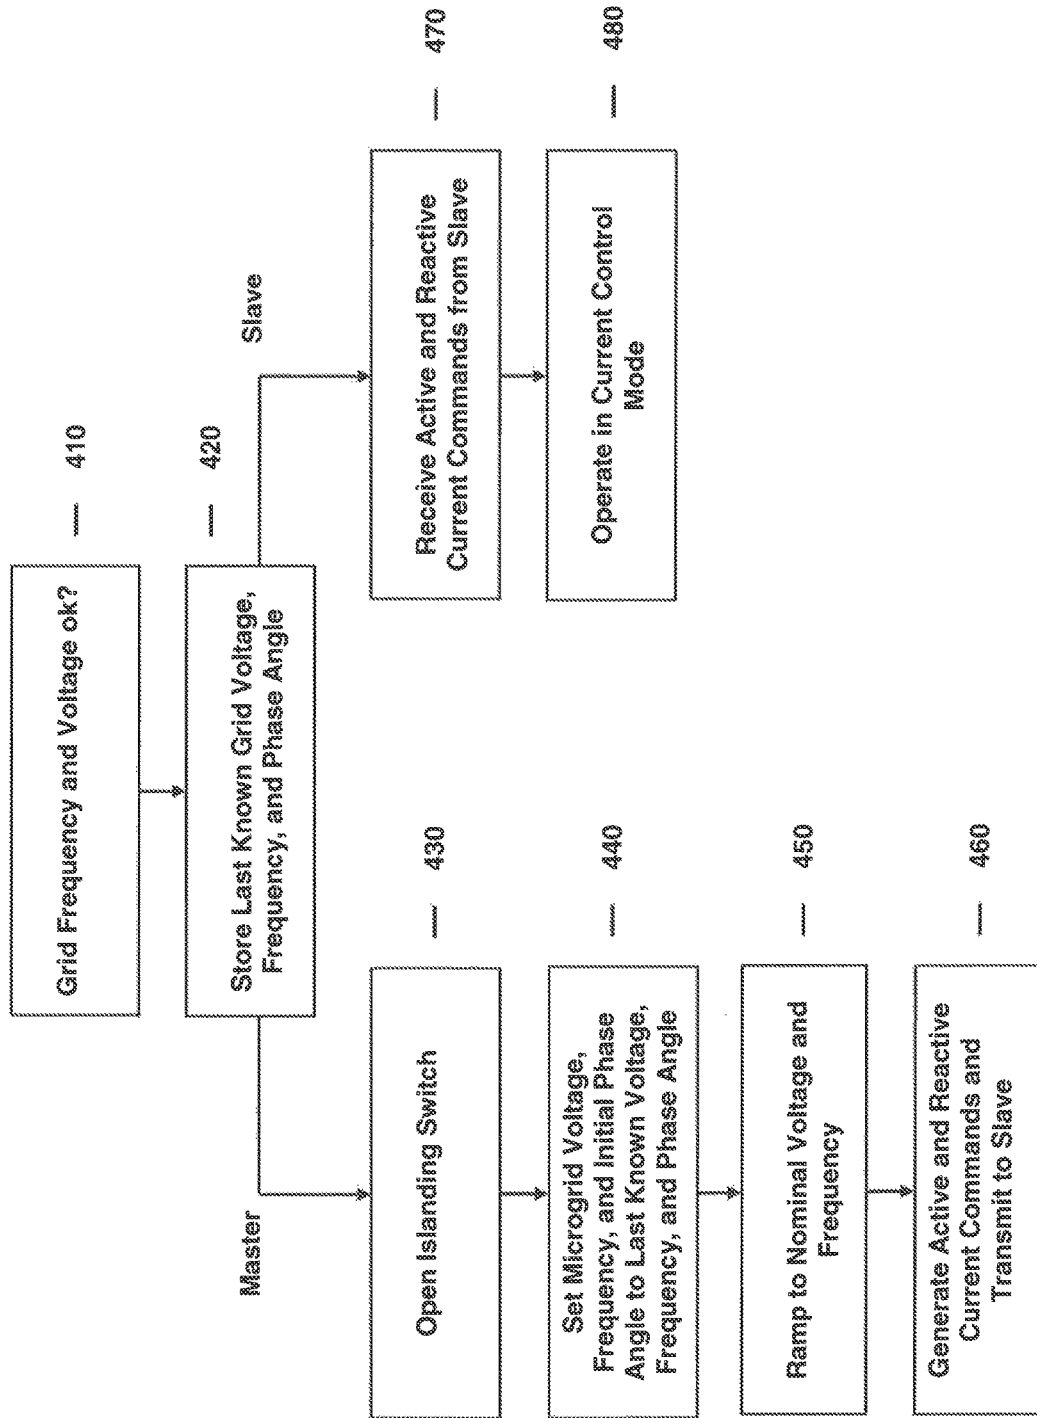 Grid Frequency and Voltage ok?
— 410
Store Last Known Grid Voltage,
Frequency, and Phase Angle
— 420
Master
Slave
Open Islanding Switch
— 430
Set Microgrid Voltage,
Frequency, and Initial Phase
Angle to Last Known Voltage,
Frequency, and Phase Angle
— 440
Ramp to Nominal Voltage and
Frequency
— 450
Generate Active and Reactive
Current Commands and
Transmit to Slave
— 460
Receive Active and Reactive
Current Commands from Slave
— 470
Operate in Current Control
Mode
— 480